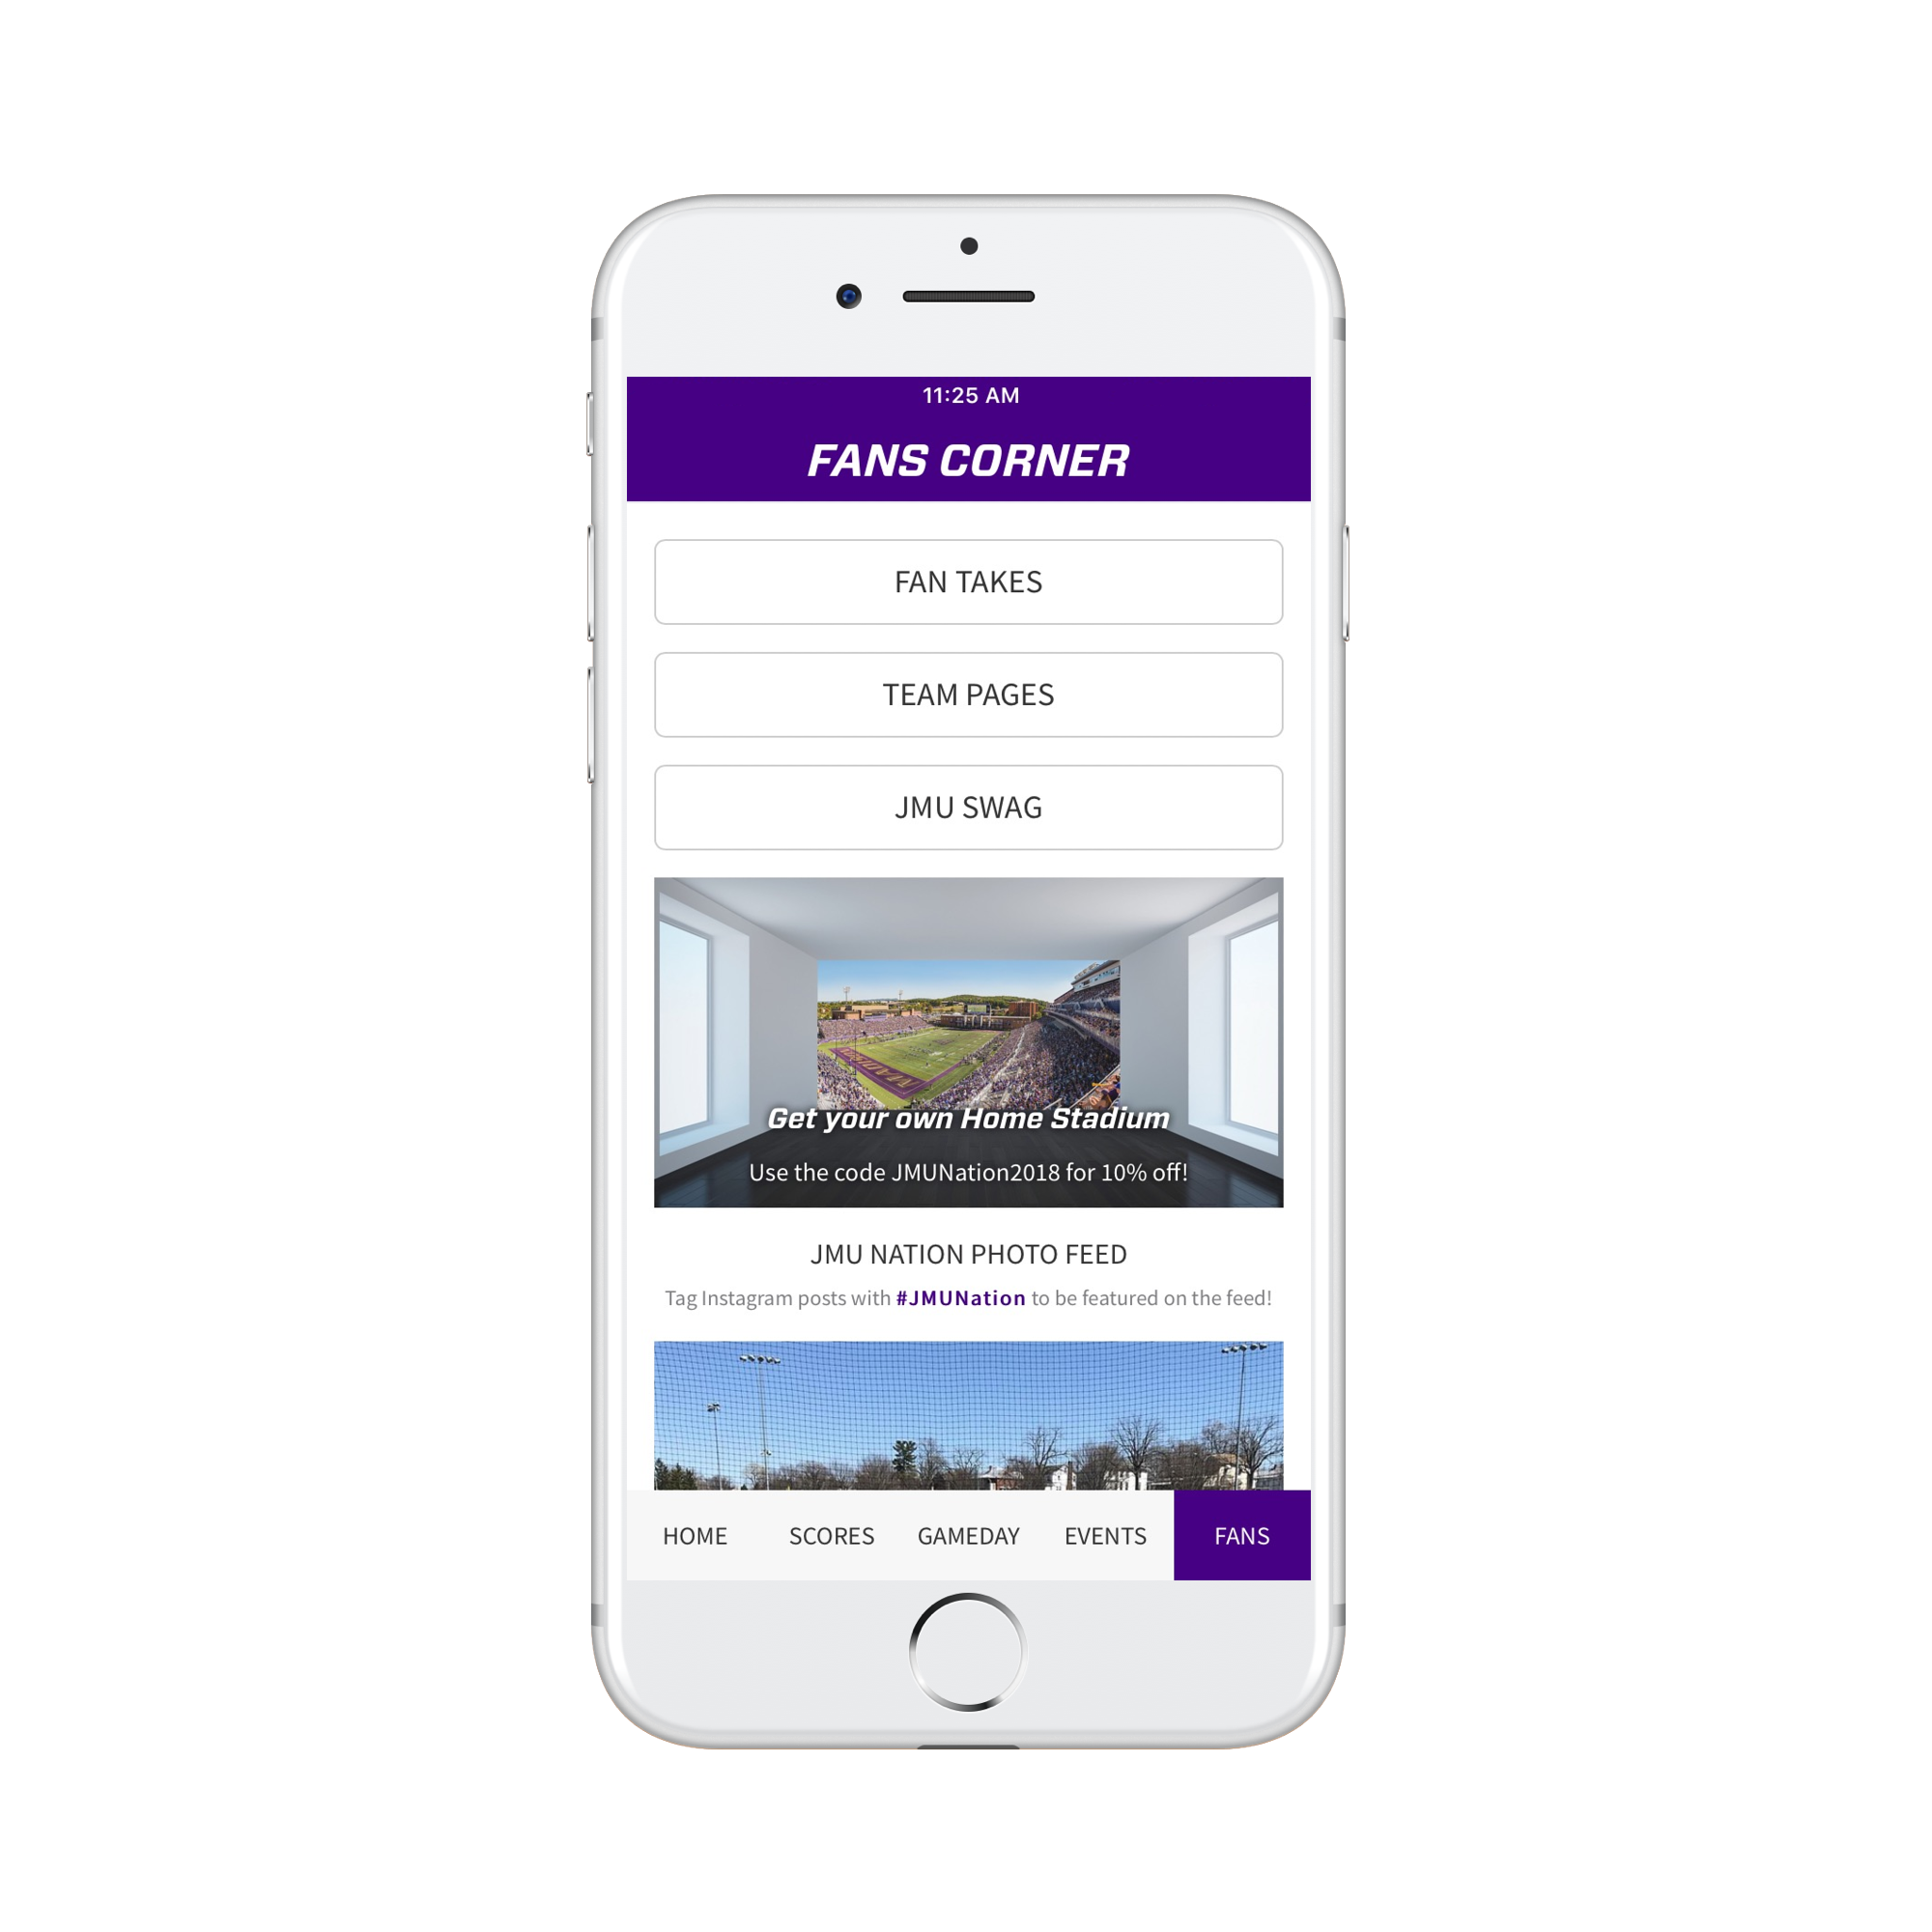 11:25 AM
FANS CORNER
FAN TAKES
TEAM PAGES
JMU SWAG
Get your own Home Stadium
Use the code JMUNation2018 for 10% off!
JMU NATION PHOTO FEED
Tag Instagram posts with #JMUNation to be featured on the feed!
HOME SCORES GAMEDAY EVENTS FANS